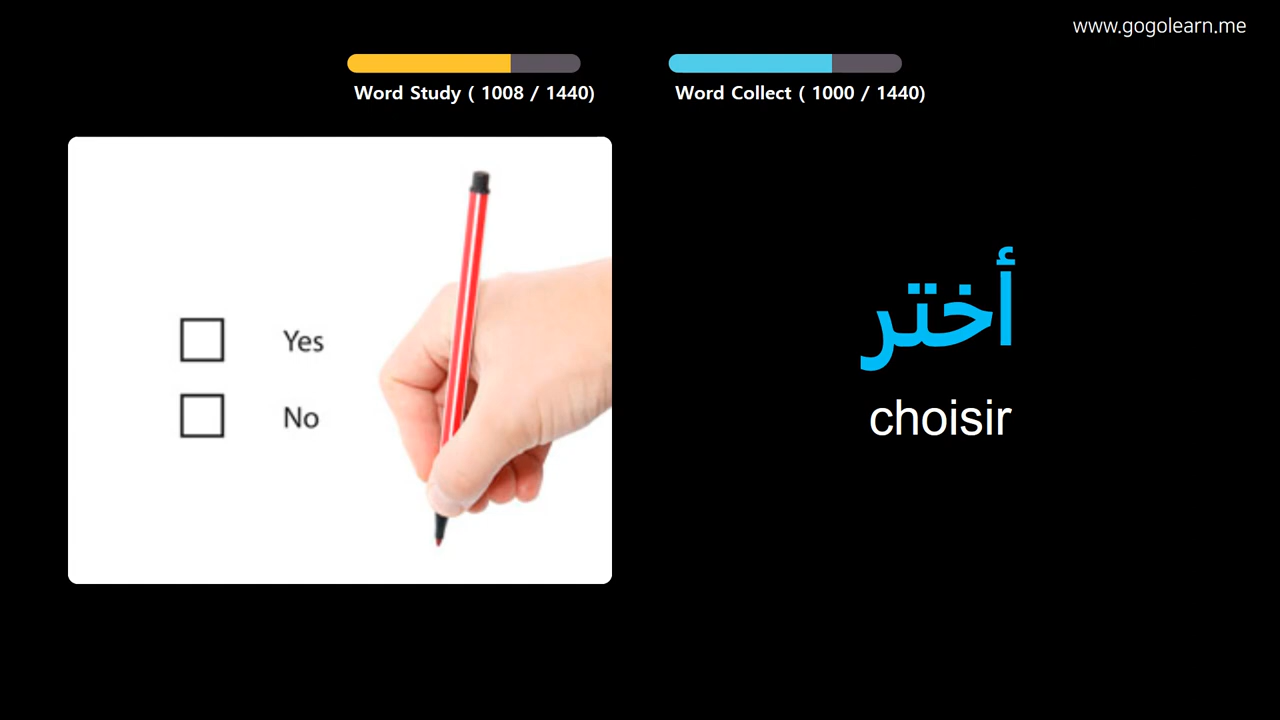 www.gogolearn.me
Word Study ( 1008 / 1440)
Word Collect ( 1000 / 1440)
Yes
No
أختر
choisir